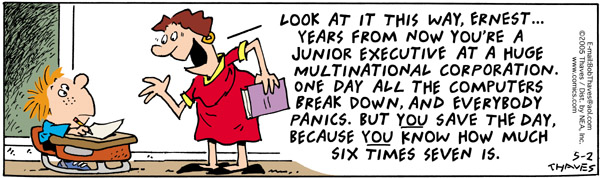 LOOK AT IT THIS WAY, ERNEST...
YEARS FROM NOW YOU'RE A
JUNIOR EXECUTIVE AT A HUGE
MULTINATIONAL CORPORATION.
ONE DAY ALL THE COMPUTERS
BREAK DOWN, AND EVERYBODY
PANICS. BUT YOU SAVE THE DAY,
BECAUSE YOU KNOW HOW MUCH
SIX TIMES SEVEN IS.
5-2
THAVES
E-mail:BobThaves@aol.com
©2005 Thaves / Dist. by NEA, Inc.
www.comics.com